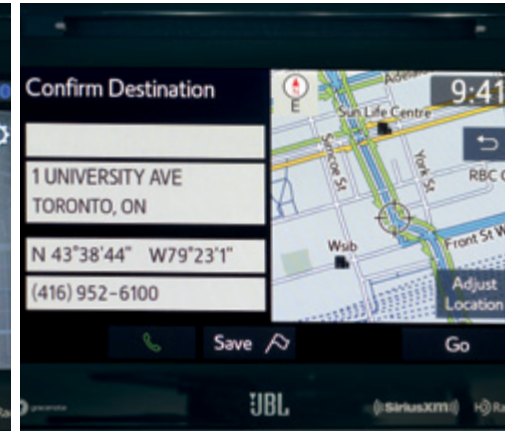 Confirm Destination
1 UNIVERSITY AVE
TORONTO, ON
N 43°38'44" W79°23'1"
(416) 952-6100
Save
Go
9:41
E
Sun Life Centre
Simcoe St
York St
RBC
Wsib
Front St W
Adjust
Location
JBL
SiriusXM